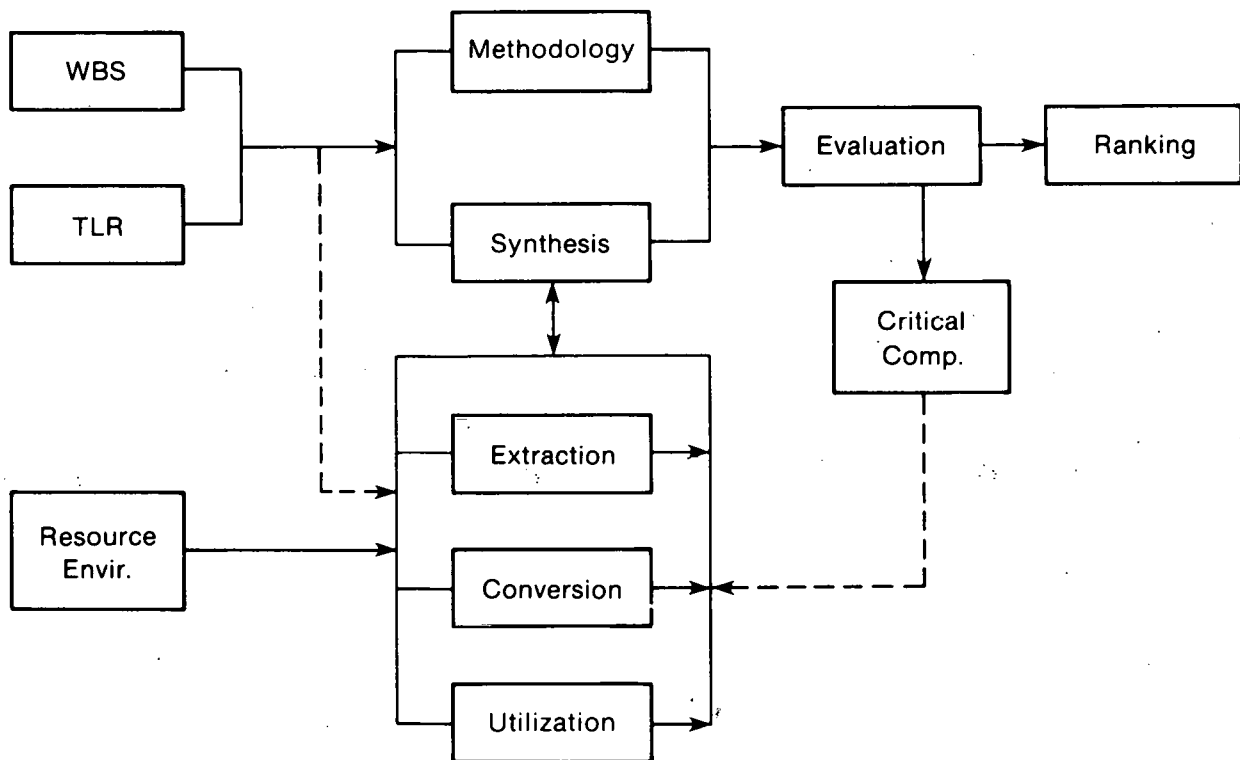 WBS
TLR
Methodology
Synthesis
Evaluation
Ranking
Critical
Comp.
Resource
Envir.
Extraction
Conversion
Utilization